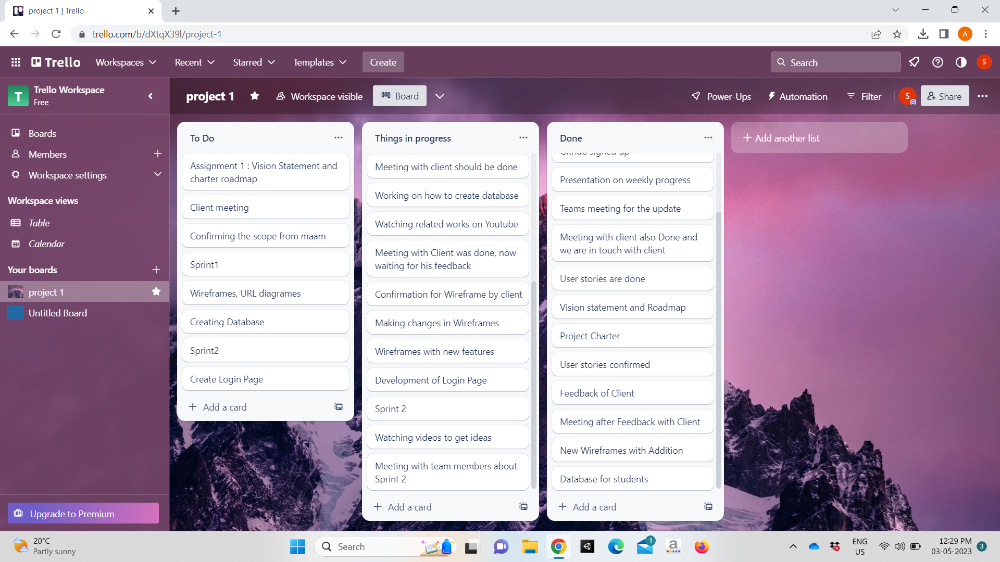 project 1 | Trello
trello.com/b/dXtqX39l/project-1
A
Trello
Workspaces
Recent
Starred
Templates
Create
Search
S
T
Trello Workspace
Free
project 1
Workspace visible
Board
Power-Ups
Automation
Filter
S
Share
Boards
Members
Workspace settings
Workspace views
Table
Calendar
Your boards
project 1
Untitled Board
Upgrade to Premium
To Do
Assignment 1 : Vision Statement and
charter roadmap
Client meeting
Confirming the scope from maam
Sprint1
Wireframes, URL diagrames
Creating Database
Sprint2
Create Login Page
Add a card
Things in progress
Meeting with client should be done
Working on how to create database
Watching related works on Youtube
Meeting with Client was done, now
waiting for his feedback
Confirmation for Wireframe by client
Making changes in Wireframes
Wireframes with new features
Development of Login Page
Sprint 2
Watching videos to get ideas
Meeting with team members about
Sprint 2
Add a card
Done
Github signed up
Presentation on weekly progress
Teams meeting for the update
Meeting with client also Done and
we are in touch with client
User stories are done
Vision statement and Roadmap
Project Charter
User stories confirmed
Feedback of Client
Meeting after Feedback with Client
New Wireframes with Addition
Database for students
Add a card
Add another list
20°C
Partly sunny
Search
1
a
ENG
US
12:29 PM
03-05-2023
3